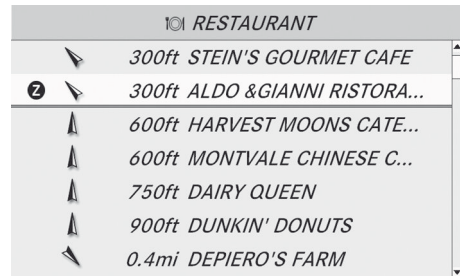 RESTAURANT
300ft STEIN'S GOURMET CAFE
Z 300ft ALDO &GIANNI RISTORA...
600ft HARVEST MOONS CATE...
600ft MONTVALE CHINESE C...
750ft DAIRY QUEEN
900ft DUNKIN' DONUTS
0.4mi DEPIERO'S FARM